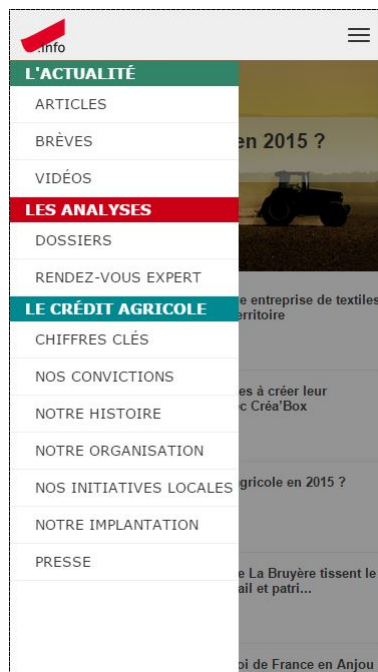 .info
L'ACTUALITÉ
ARTICLES
BRÈVES
VIDÉOS
LES ANALYSES
DOSSIERS
RENDEZ-VOUS EXPERT
LE CRÉDIT AGRICOLE
CHIFFRES CLÉS
NOS CONVICTIONS
NOTRE HISTOIRE
NOTRE ORGANISATION
NOS INITIATIVES LOCALES
NOTRE IMPLANTATION
PRESSE
en 2015 ?
e entreprise de textiles
erritoire
es à créer leur
c Créa'Box
gricole en 2015 ?
e La Bruyère tissent le
ail et patri...
oi de France en Anjou